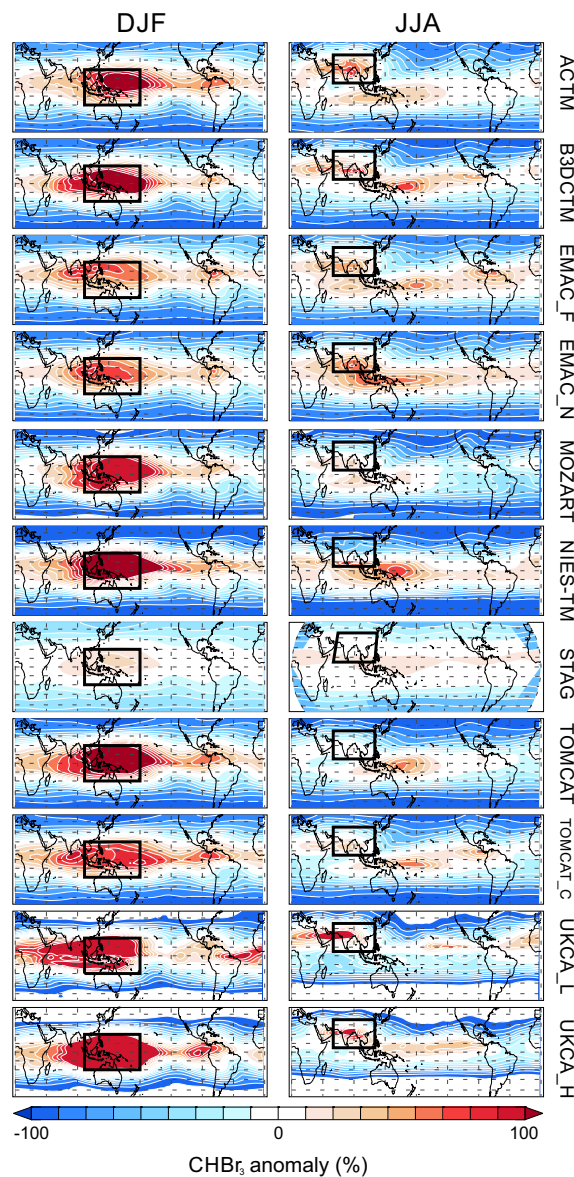 DJF JJA
ACTM
B3DCTM
EMAC_F
EMAC_N
MOZART
NIES-TM
STAG
TOMCAT
TOMCAT_C
UKCA_L
UKCA_H
-100 0 100
CHBr₃ anomaly (%)